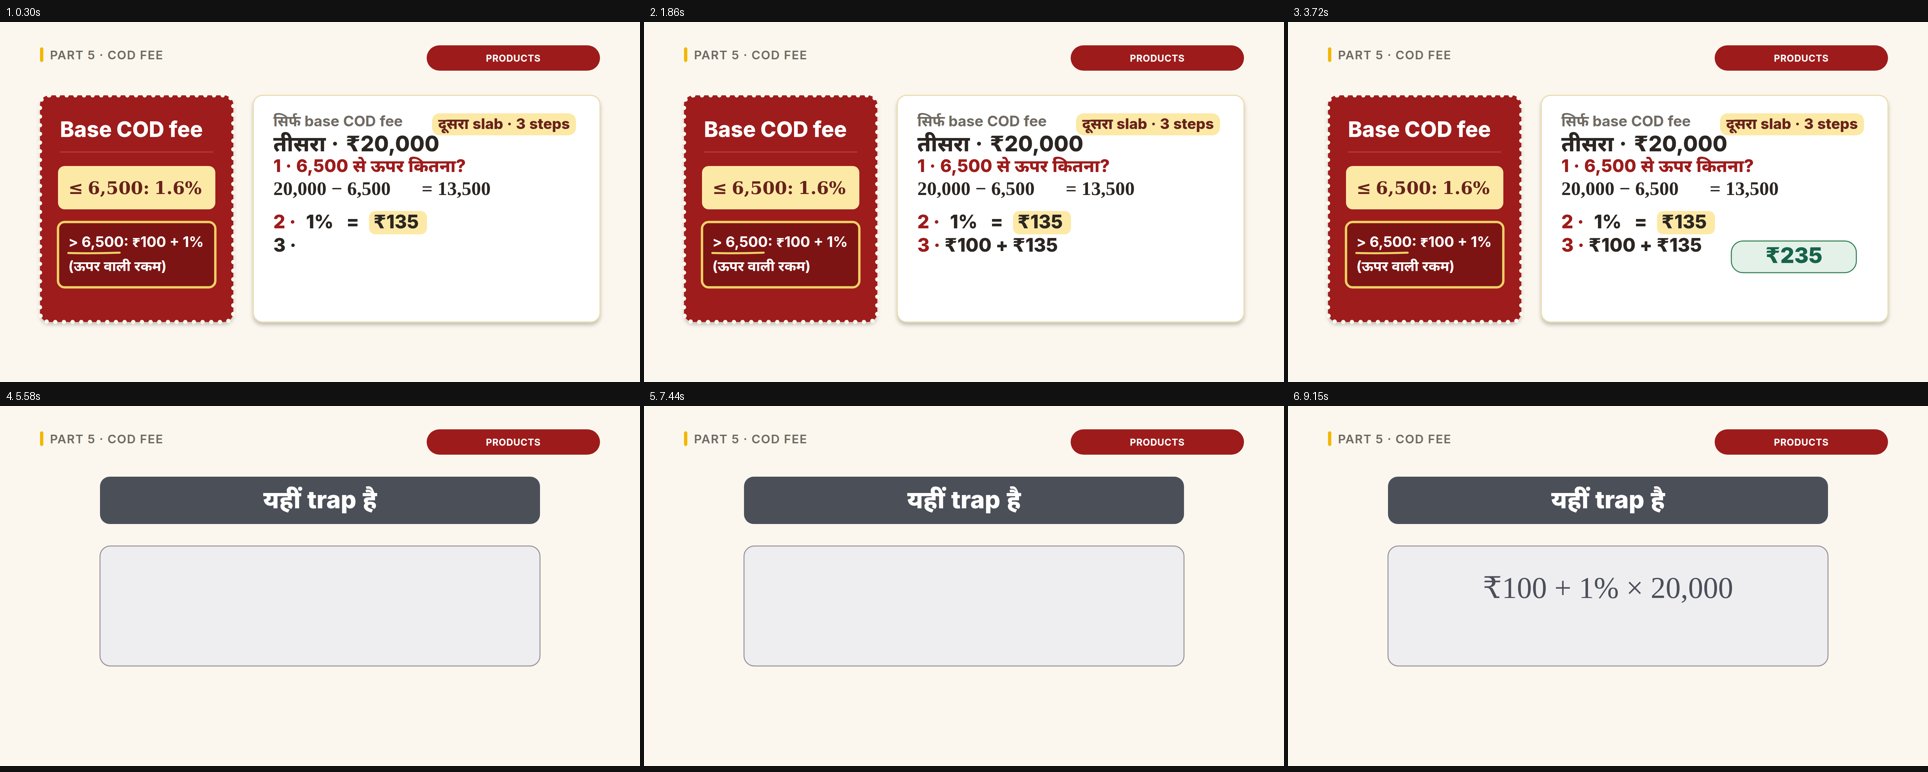 1. 0.30s
PART 5 · COD FEE
PRODUCTS
Base COD fee
≤ 6,500: 1.6%
> 6,500: ₹100 + 1%
(ऊपर वाली रकम)
सिर्फ base COD fee
दूसरा slab · 3 steps
तीसरा · ₹20,000
1 · 6,500 से ऊपर कितना?
20,000 − 6,500 = 13,500
2 · 1% = ₹135
3 ·
2. 1.86s
PART 5 · COD FEE
PRODUCTS
Base COD fee
≤ 6,500: 1.6%
> 6,500: ₹100 + 1%
(ऊपर वाली रकम)
सिर्फ base COD fee
दूसरा slab · 3 steps
तीसरा · ₹20,000
1 · 6,500 से ऊपर कितना?
20,000 − 6,500 = 13,500
2 · 1% = ₹135
3 · ₹100 + ₹135
3. 3.72s
PART 5 · COD FEE
PRODUCTS
Base COD fee
≤ 6,500: 1.6%
> 6,500: ₹100 + 1%
(ऊपर वाली रकम)
सिर्फ base COD fee
दूसरा slab · 3 steps
तीसरा · ₹20,000
1 · 6,500 से ऊपर कितना?
20,000 − 6,500 = 13,500
2 · 1% = ₹135
3 · ₹100 + ₹135
₹235
4. 5.58s
PART 5 · COD FEE
PRODUCTS
यहीं trap है
5. 7.44s
PART 5 · COD FEE
PRODUCTS
यहीं trap है
6. 9.15s
PART 5 · COD FEE
PRODUCTS
यहीं trap है
₹100 + 1% × 20,000